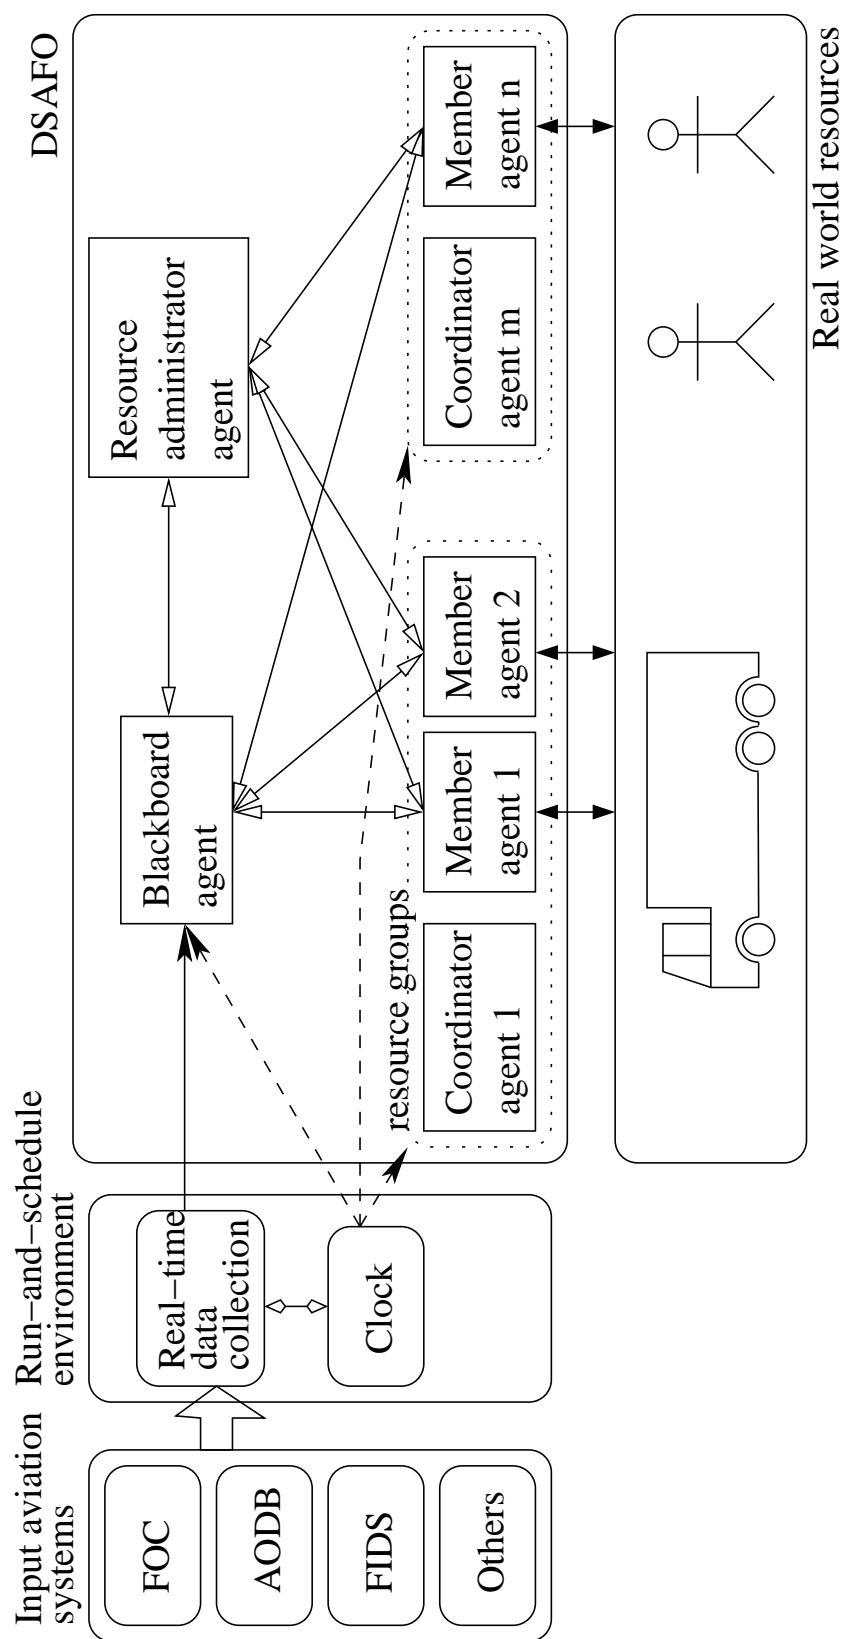 Input aviation
systems
FOC
AODB
FIDS
Others
Run-and-schedule
environment
Real-time
data
collection
Clock
DSAFO
Blackboard
agent
Resource
administrator
agent
resource groups
Coordinator
agent 1
Member
agent 1
Member
agent 2
Coordinator
agent m
Member
agent n
Real world resources